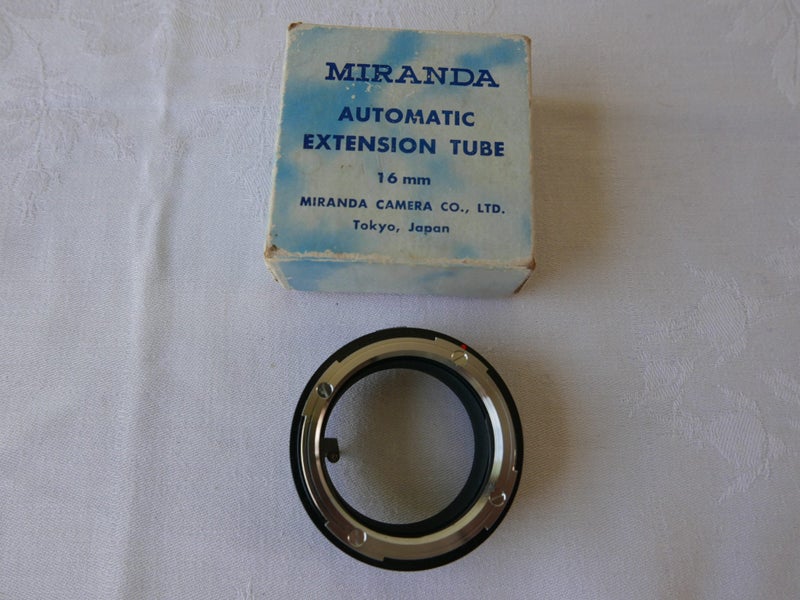 MIRANDA
AUTOMATIC
EXTENSION TUBE
16 mm
MIRANDA CAMERA CO., LTD.
Tokyo, Japan